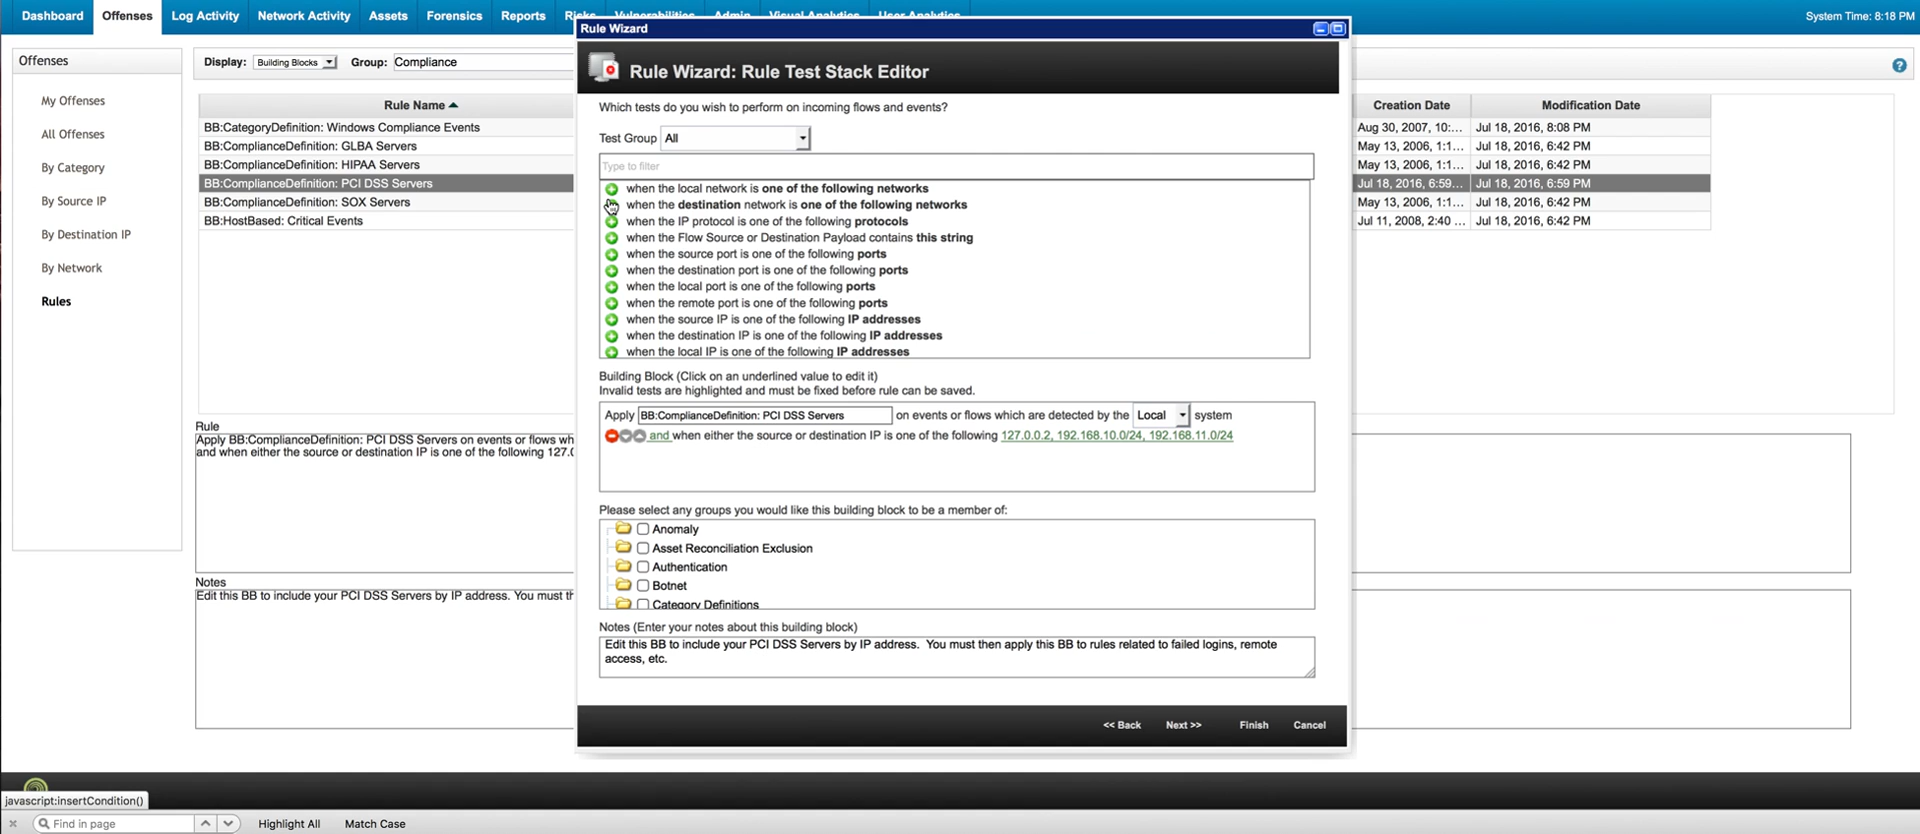 Dashboard Offenses Log Activity Network Activity Assets Forensics Reports Risks Vulnerabilities Admin Visual Analytics User Analytics System Time: 8:18 PM
Rule Wizard
Offenses
My Offenses
All Offenses
By Category
By Source IP
By Destination IP
By Network
Rules
Display: Building Blocks Group: Compliance
Rule Name
BB:CategoryDefinition: Windows Compliance Events
BB:ComplianceDefinition: GLBA Servers
BB:ComplianceDefinition: HIPAA Servers
BB:ComplianceDefinition: PCI DSS Servers
BB:ComplianceDefinition: SOX Servers
BB:HostBased: Critical Events
Creation Date Modification Date
Aug 30, 2007, 10:... Jul 18, 2016, 8:08 PM
May 13, 2006, 1:1... Jul 18, 2016, 6:42 PM
May 13, 2006, 1:1... Jul 18, 2016, 6:42 PM
Jul 18, 2016, 6:59... Jul 18, 2016, 6:59 PM
May 13, 2006, 1:1... Jul 18, 2016, 6:42 PM
Jul 11, 2008, 2:40 ... Jul 18, 2016, 6:42 PM
Rule
Apply BB:ComplianceDefinition: PCI DSS Servers on events or flows wh
and when either the source or destination IP is one of the following 127.0
Notes
Edit this BB to include your PCI DSS Servers by IP address. You must th
Rule Wizard: Rule Test Stack Editor
Which tests do you wish to perform on incoming flows and events?
Test Group All
Type to filter
when the local network is one of the following networks
when the destination network is one of the following networks
when the IP protocol is one of the following protocols
when the Flow Source or Destination Payload contains this string
when the source port is one of the following ports
when the destination port is one of the following ports
when the local port is one of the following ports
when the remote port is one of the following ports
when the source IP is one of the following IP addresses
when the destination IP is one of the following IP addresses
when the local IP is one of the following IP addresses
Building Block (Click on an underlined value to edit it)
Invalid tests are highlighted and must be fixed before rule can be saved.
Apply BB:ComplianceDefinition: PCI DSS Servers on events or flows which are detected by the Local system
and when either the source or destination IP is one of the following 127.0.0.2, 192.168.10.0/24, 192.168.11.0/24
Please select any groups you would like this building block to be a member of:
Anomaly
Asset Reconciliation Exclusion
Authentication
Botnet
Category Definitions
Notes (Enter your notes about this building block)
Edit this BB to include your PCI DSS Servers by IP address. You must then apply this BB to rules related to failed logins, remote
access, etc.
<< Back Next >> Finish Cancel
javascript:insertCondition()
Find in page Highlight All Match Case